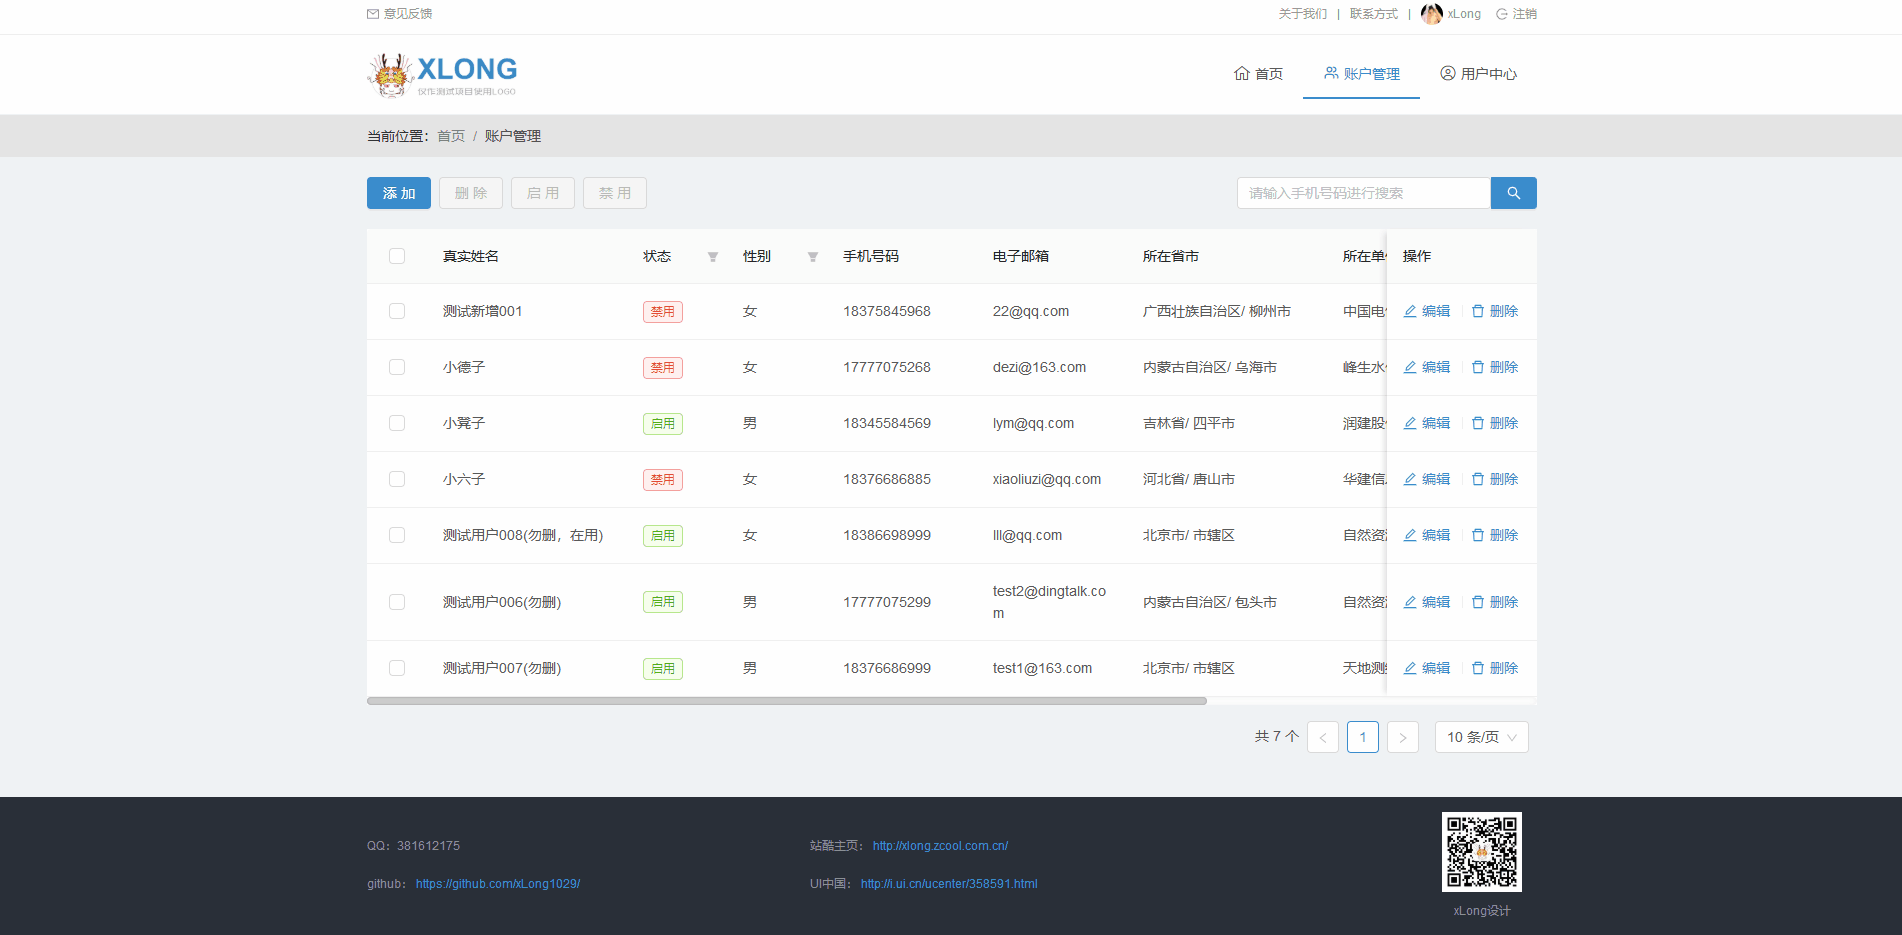 意见反馈
关于我们 | 联系方式 | xLong 注销
XLONG
仅作测试项目使用LOGO
首页 账户管理 用户中心
当前位置： 首页 / 账户管理
添 加 删 除 启 用 禁 用 请输入手机号码进行搜索
真实姓名 状态 性别 手机号码 电子邮箱 所在省市 所在单 操作
测试新增001 禁用 女 18375845968 22@qq.com 广西壮族自治区/ 柳州市 中国电 编辑 删除
小德子 禁用 女 17777075268 dezi@163.com 内蒙古自治区/ 乌海市 峰生水 编辑 删除
小凳子 启用 男 18345584569 lym@qq.com 吉林省/ 四平市 润建股 编辑 删除
小六子 禁用 女 18376686885 xiaoliuzi@qq.com 河北省/ 唐山市 华建信 编辑 删除
测试用户008(勿删，在用) 启用 女 18386698999 lll@qq.com 北京市/ 市辖区 自然资 编辑 删除
测试用户006(勿删) 启用 男 17777075299 test2@dingtalk.co
m 内蒙古自治区/ 包头市 自然资 编辑 删除
测试用户007(勿删) 启用 男 18376686999 test1@163.com 北京市/ 市辖区 天地测 编辑 删除
共 7 个 < 1 > 10 条/页
QQ：381612175 站酷主页： http://xlong.zcool.com.cn/
github： https://github.com/xLong1029/ UI中国： http://i.ui.cn/ucenter/358591.html
xLong设计